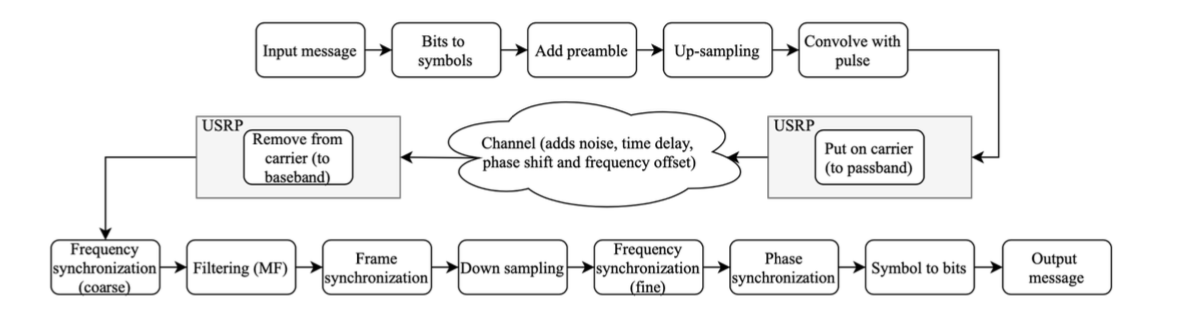 Input message
Bits to
symbols
Add preamble
Up-sampling
Convolve with
pulse
USRP
Put on carrier
(to passband)
Channel (adds noise, time delay,
phase shift and frequency offset)
USRP
Remove from
carrier (to
baseband)
Frequency
synchronization
(coarse)
Filtering (MF)
Frame
synchronization
Down sampling
Frequency
synchronization
(fine)
Phase
synchronization
Symbol to bits
Output
message